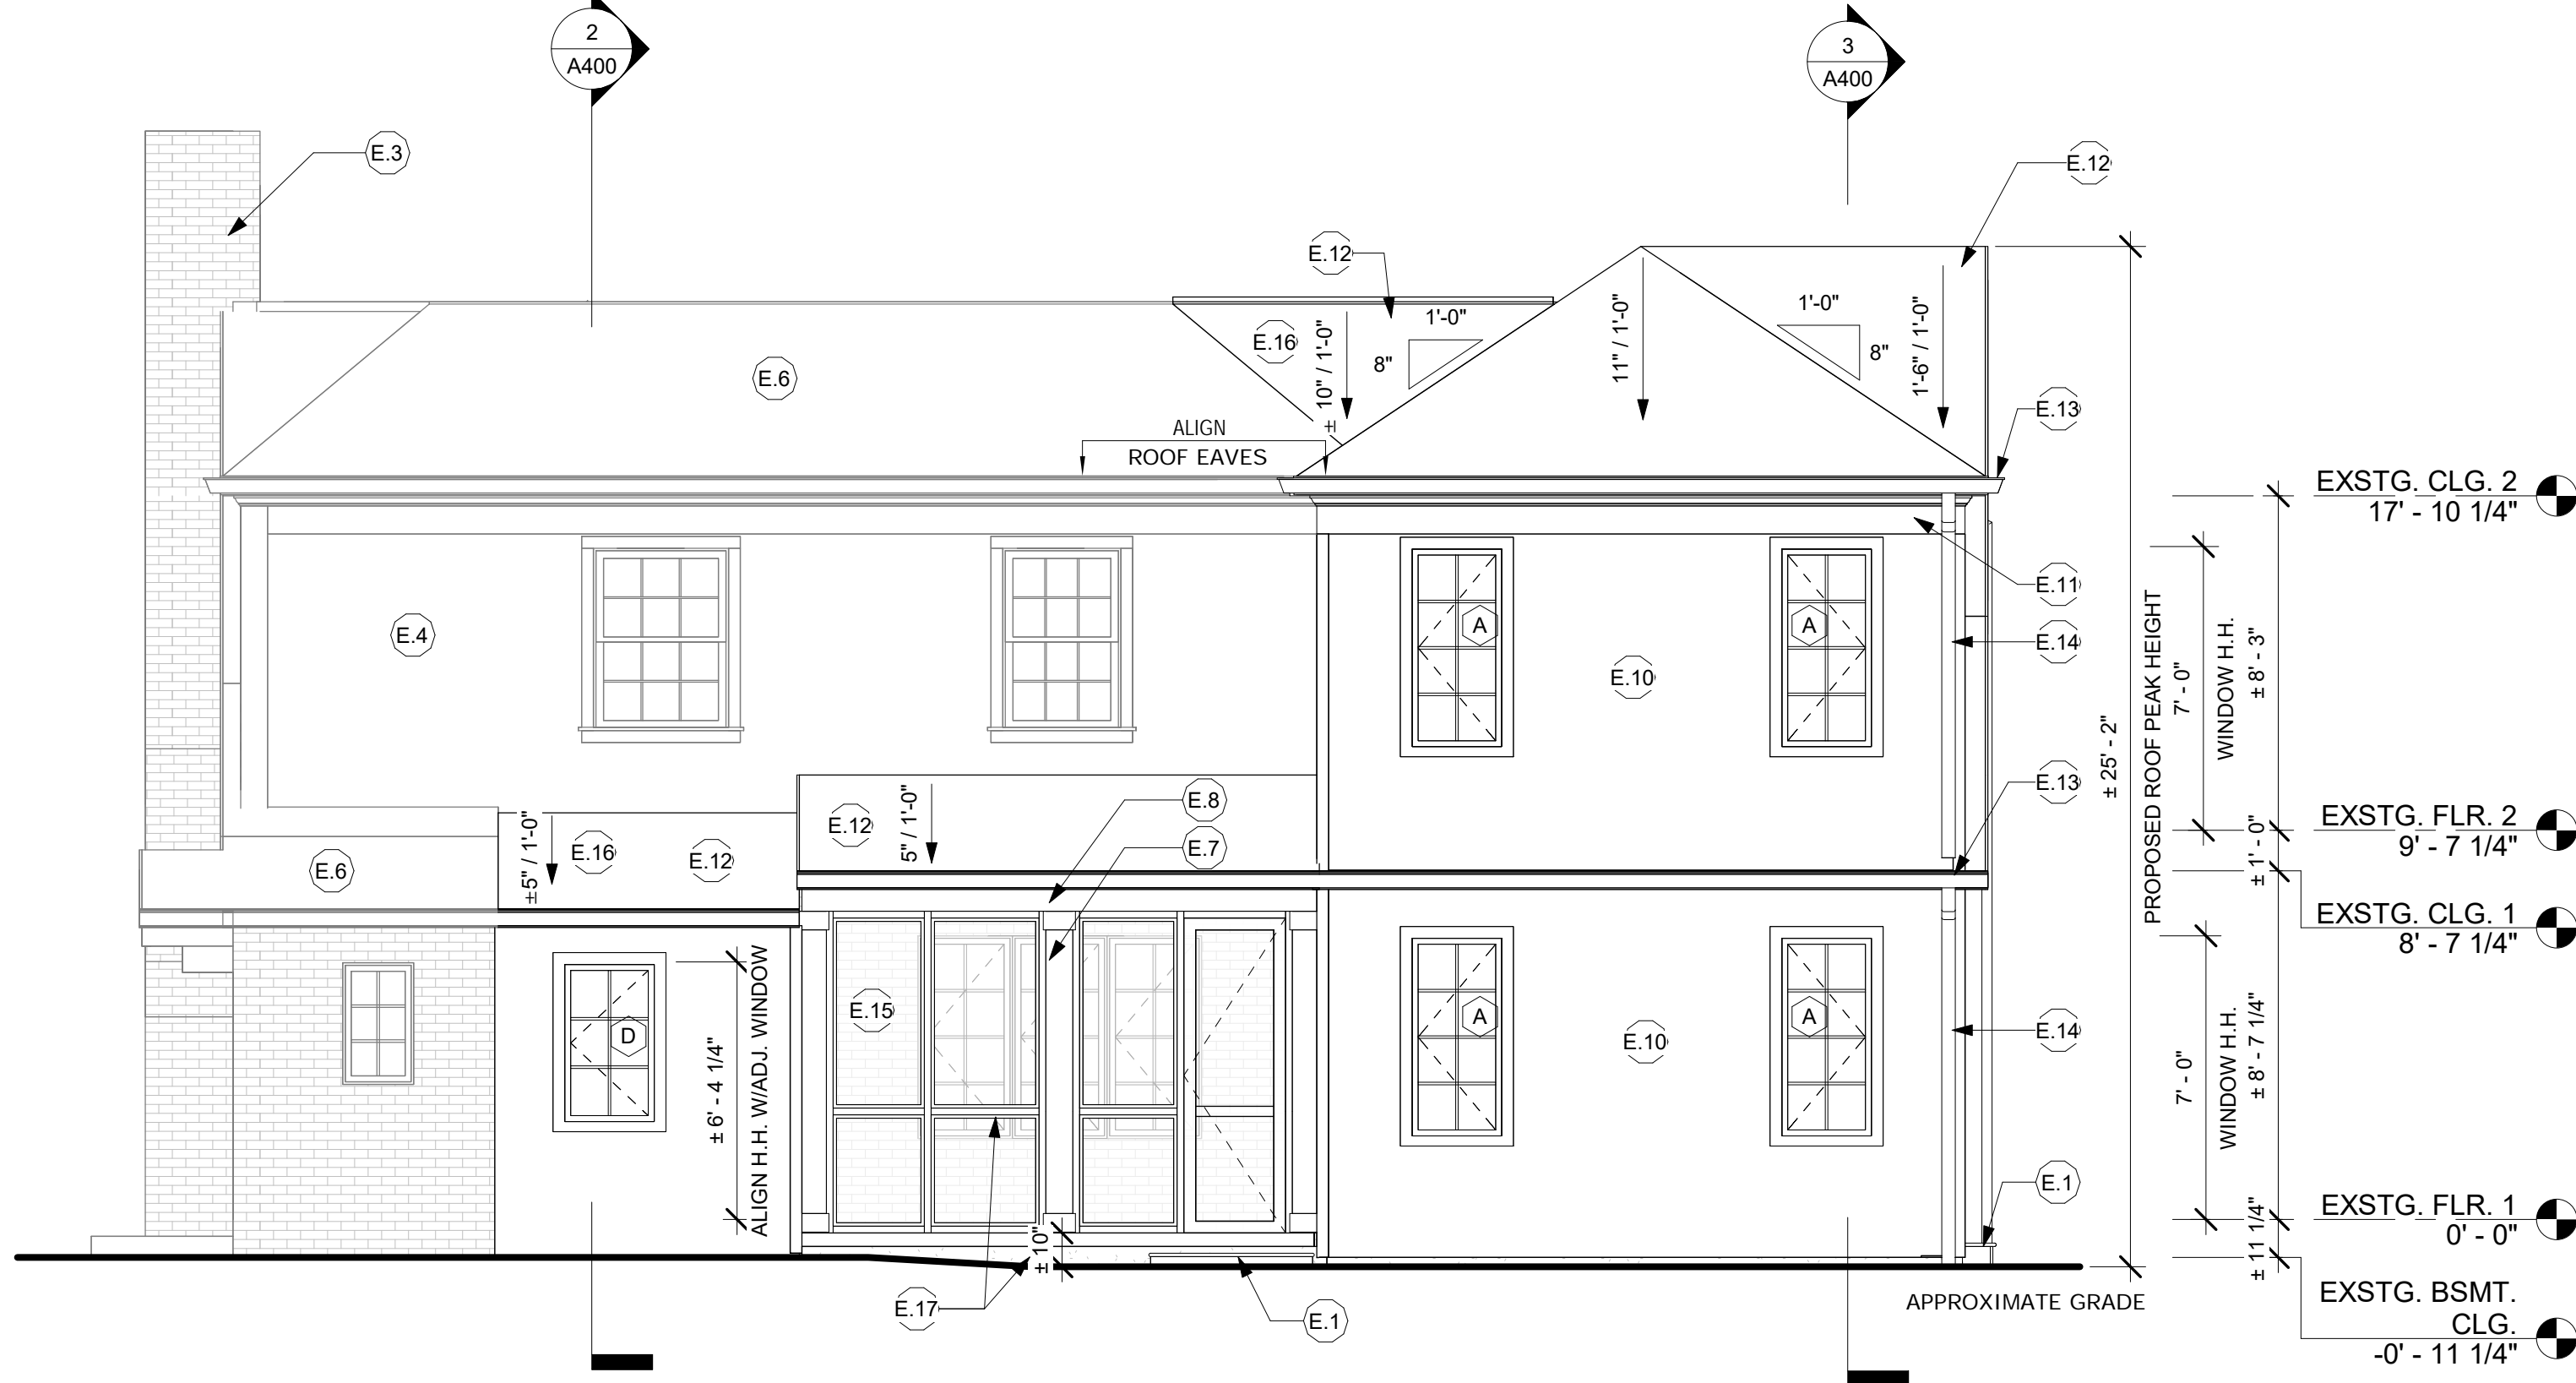 2
A400
3
A400
E.3
E.12
E.12
1'-0"
8"
E.16
± 10" / 1'-0"
11" / 1'-0"
1'-0"
8"
1'-6" / 1'-0"
E.6
E.13
ALIGN
ROOF EAVES
EXSTG. CLG. 2
17' - 10 1/4"
E.4
A
A
E.11
E.14
E.10
PROPOSED ROOF PEAK HEIGHT
± 25' - 2"
7' - 0"
WINDOW H.H.
± 8' - 3"
E.13
E.8
E.7
E.12
5" / 1'-0"
±5" / 1'-0"
E.16
E.12
E.6
EXSTG. FLR. 2
9' - 7 1/4"
± 1' - 0"
EXSTG. CLG. 1
8' - 7 1/4"
E.15
D
± 6' - 4 1/4"
ALIGN H.H. W/ADJ. WINDOW
A
A
E.10
E.14
7' - 0"
WINDOW H.H.
± 8' - 7 1/4"
E.1
EXSTG. FLR. 1
0' - 0"
± 11 1/4"
± 10"
E.17
E.1
APPROXIMATE GRADE
EXSTG. BSMT.
CLG.
-0' - 11 1/4"